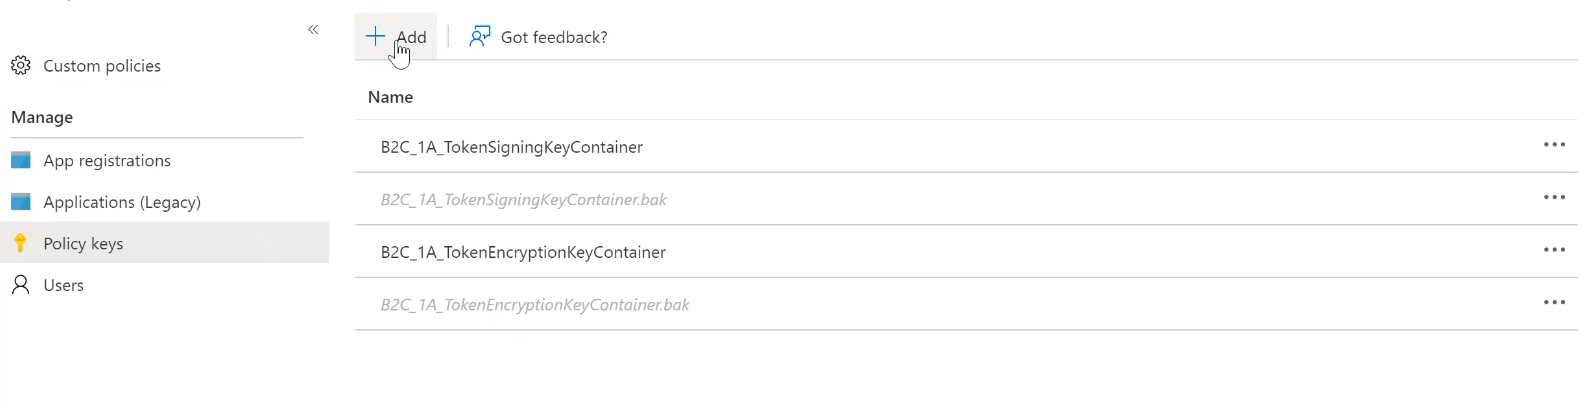 «
Custom policies
Manage
App registrations
Applications (Legacy)
Policy keys
Users
Add
Got feedback?
Name
B2C_1A_TokenSigningKeyContainer
B2C_1A_TokenSigningKeyContainer.bak
B2C_1A_TokenEncryptionKeyContainer
B2C_1A_TokenEncryptionKeyContainer.bak